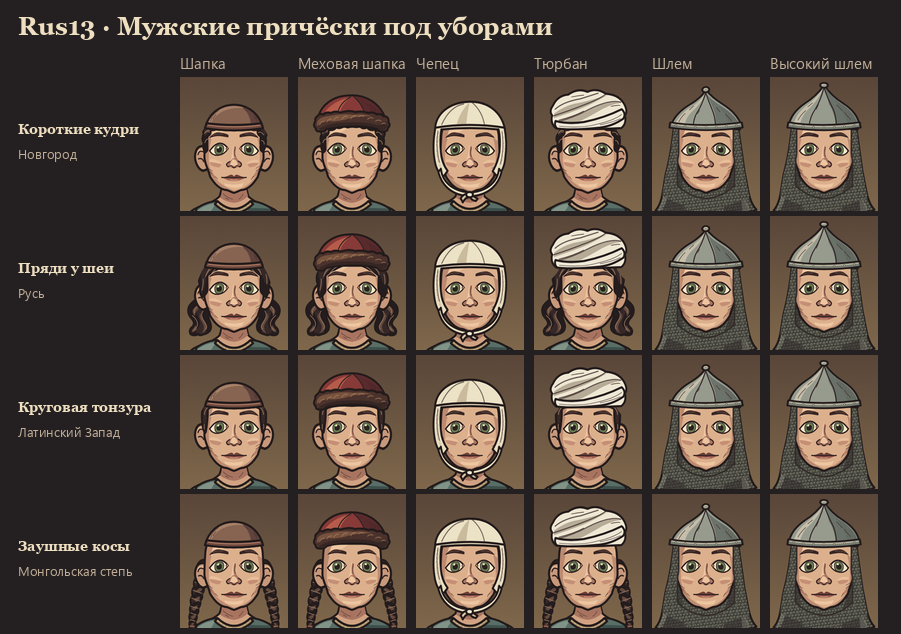 Rus13 · Мужские причёски под уборами
Шапка Меховая шапка Чепец Тюрбан Шлем Высокий шлем
Короткие кудри
Новгород
Пряди у шеи
Русь
Круговая тонзура
Латинский Запад
Заушные косы
Монгольская степь